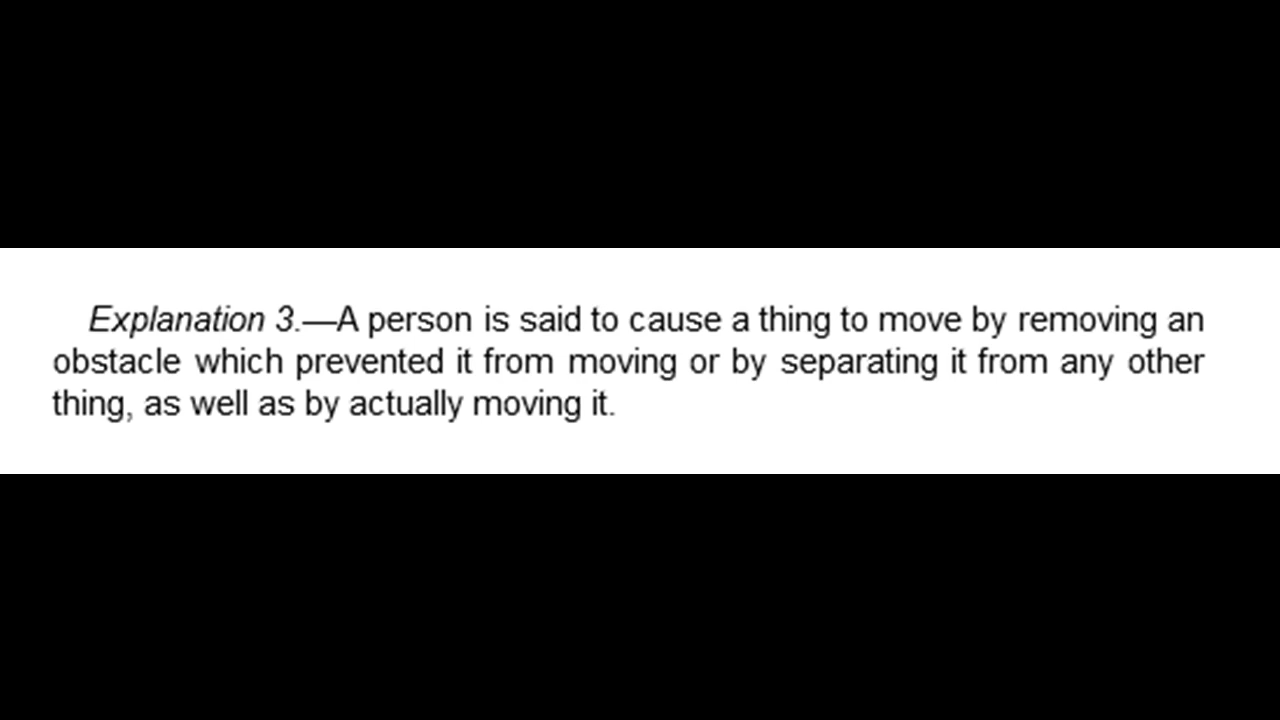 Explanation 3.—A person is said to cause a thing to move by removing an
obstacle which prevented it from moving or by separating it from any other
thing, as well as by actually moving it.